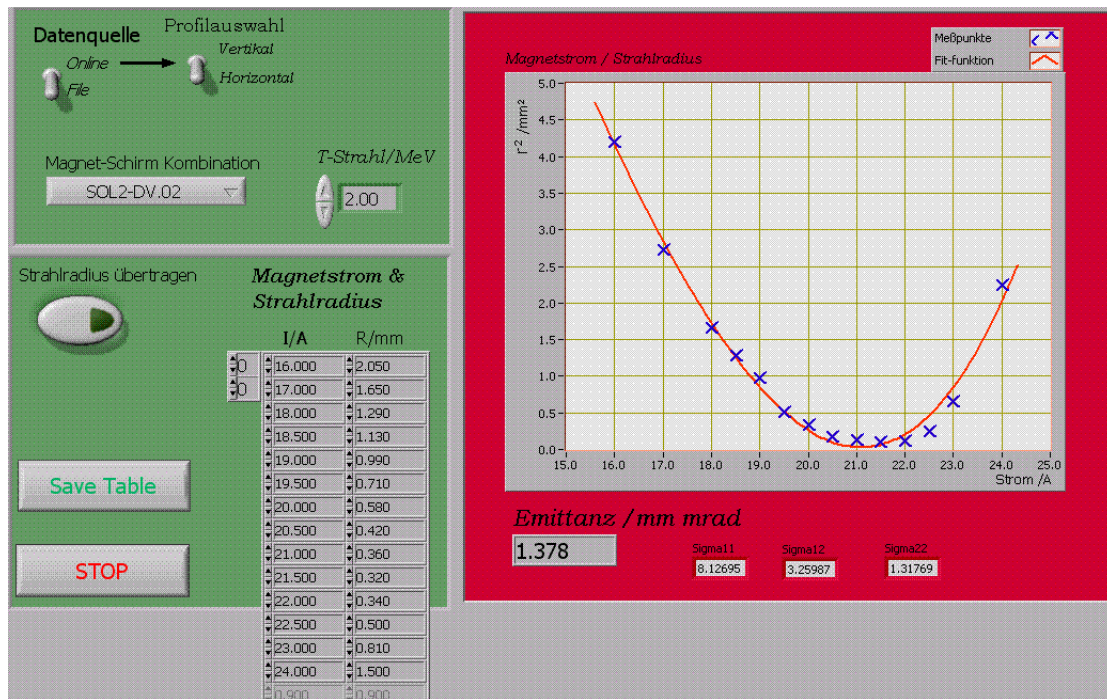 Datenquelle
Profilauswahl
Online
File
Vertikal
Horizontal
Magnet-Schirm Kombination
SOL2-DV.02
T-Strahl/MeV
2.00
Strahlradius übertragen
Magnetstrom &
Strahlradius
I/A R/mm
0 16.000 2.050
0 17.000 1.650
18.000 1.290
18.500 1.130
19.000 0.990
19.500 0.710
20.000 0.580
20.500 0.420
21.000 0.360
21.500 0.320
22.000 0.340
22.500 0.500
23.000 0.810
24.000 1.500
0.900 0.900
Save Table
STOP
Magnetstrom / Strahlradius
Meßpunkte
Fit-funktion
r² /mm²
5.0
4.5
4.0
3.5
3.0
2.5
2.0
1.5
1.0
0.5
0.0
15.0 16.0 17.0 18.0 19.0 20.0 21.0 22.0 23.0 24.0 25.0
Strom /A
Emittanz /mm mrad
1.378
Sigma11 Sigma12 Sigma22
8.12695 3.25987 1.31769